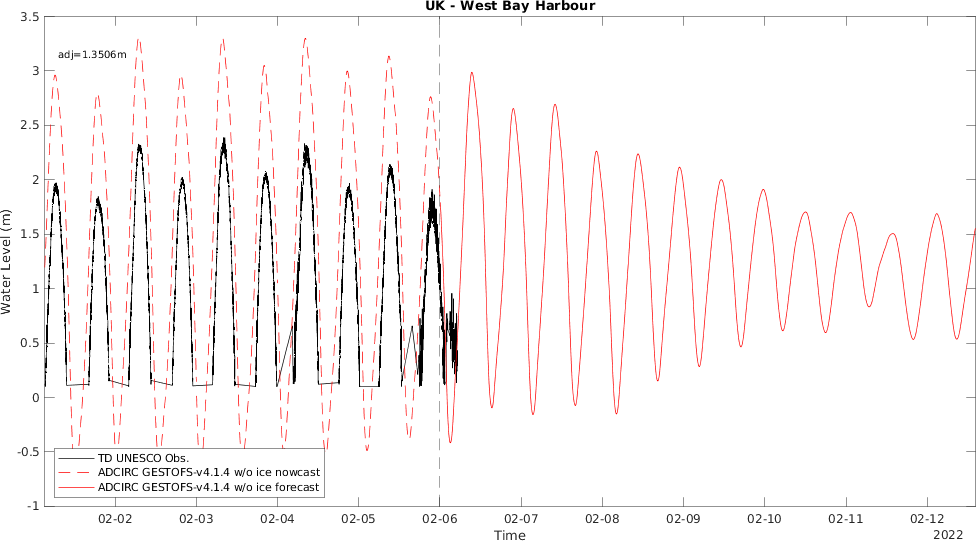 UK - West Bay Harbour
adj=1.3506m
3.5
3
2.5
2
1.5
1
0.5
0
-0.5
-1
Water Level (m)
TD UNESCO Obs.
ADCIRC GESTOFS-v4.1.4 w/o ice nowcast
ADCIRC GESTOFS-v4.1.4 w/o ice forecast
02-02 02-03 02-04 02-05 02-06 02-07 02-08 02-09 02-10 02-11 02-12
Time
2022